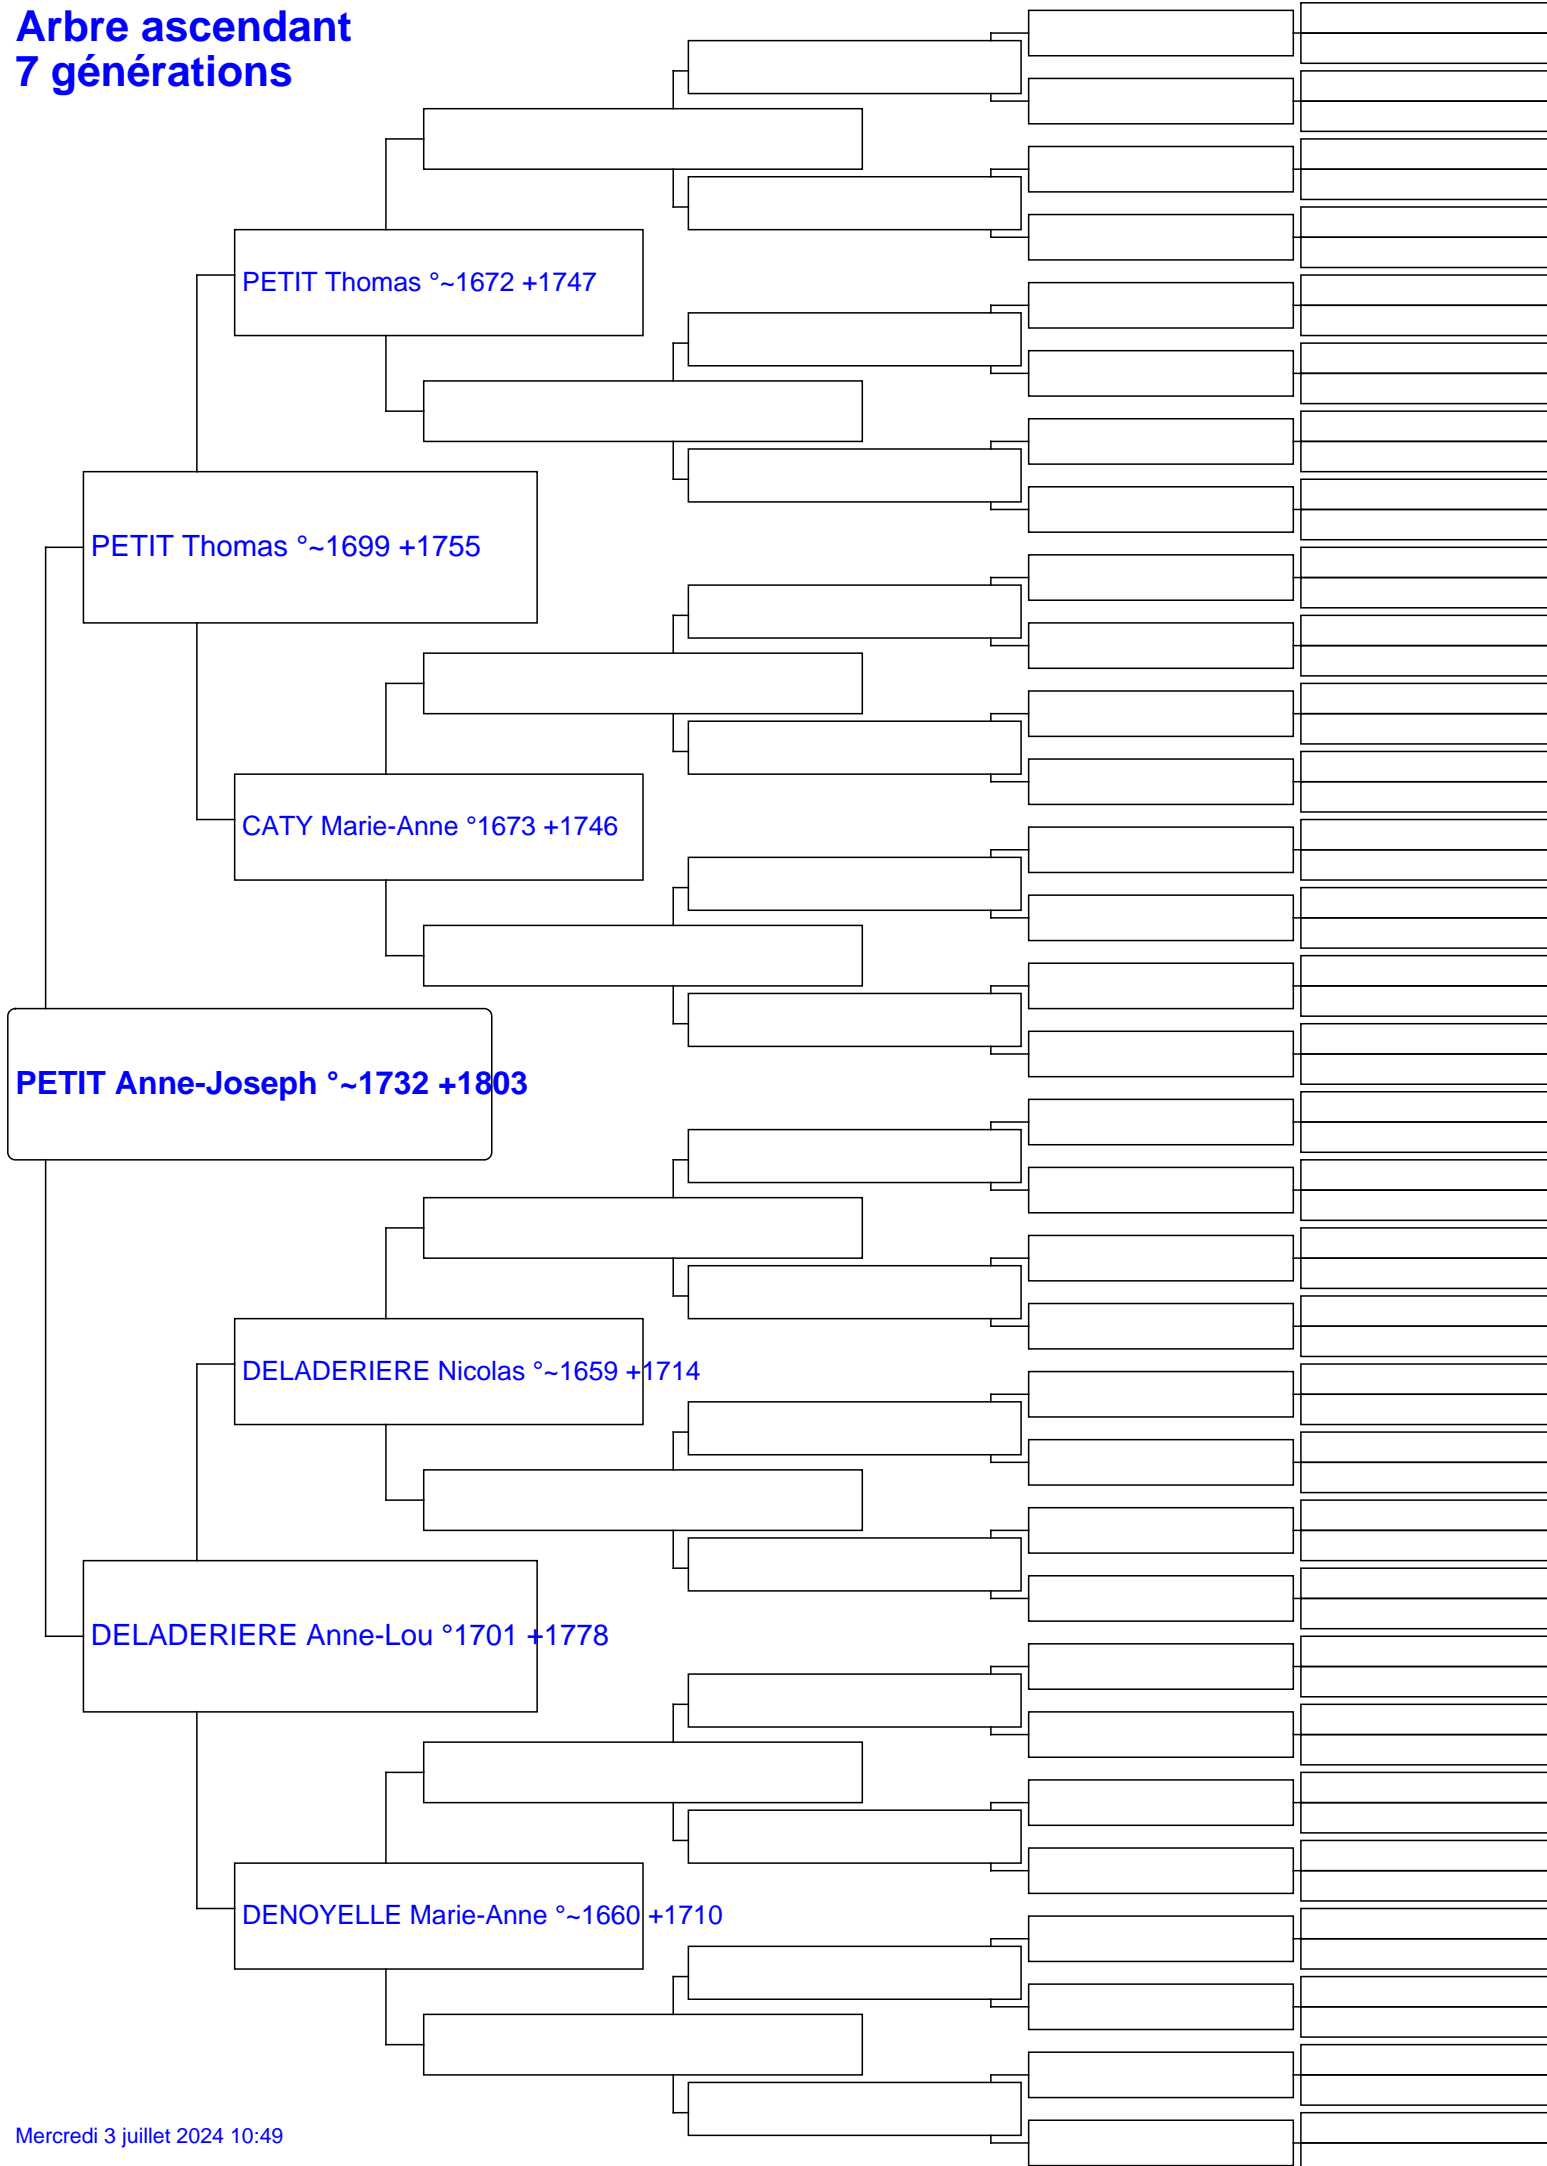 Arbre ascendant
7 générations
PETIT Thomas °~1672 +1747
PETIT Thomas °~1699 +1755
CATY Marie-Anne °1673 +1746
PETIT Anne-Joseph °~1732 +1803
DELADERIERE Nicolas °~1659 +1714
DELADERIERE Anne-Lou °1701 +1778
DENOYELLE Marie-Anne °~1660 +1710
Mercredi 3 juillet 2024 10:49